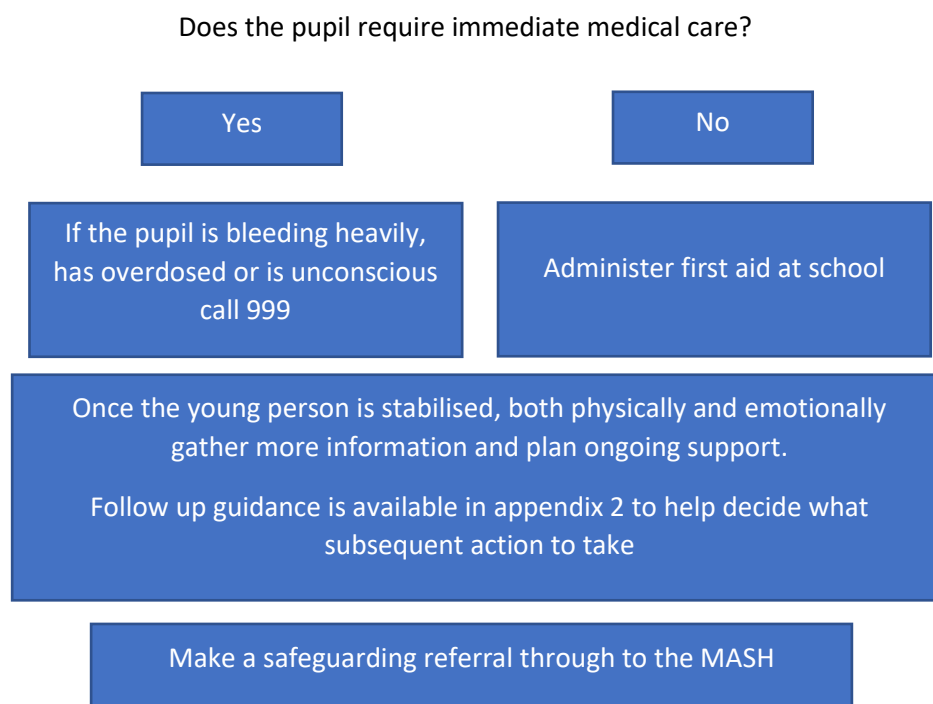 Does the pupil require immediate medical care?
Yes
No
If the pupil is bleeding heavily,
has overdosed or is unconscious
call 999
Administer first aid at school
Once the young person is stabilised, both physically and emotionally
gather more information and plan ongoing support.
Follow up guidance is available in appendix 2 to help decide what
subsequent action to take
Make a safeguarding referral through to the MASH